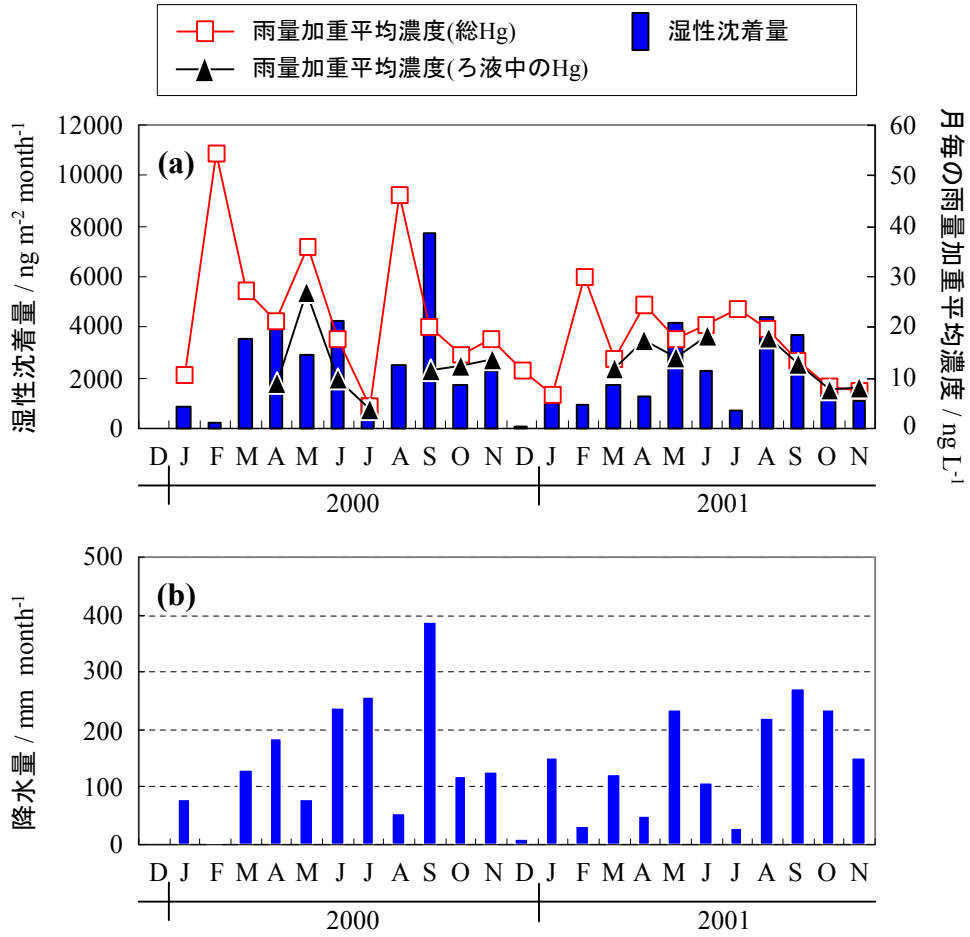 雨量加重平均濃度(総Hg)
湿性沈着量
雨量加重平均濃度(ろ液中のHg)
(a)
湿性沈着量 / ng m⁻² month⁻¹
12000
10000
8000
6000
4000
2000
0
月毎の雨量加重平均濃度 / ng L⁻¹
60
50
40
30
20
10
0
D J F M A M J J A S O N D J F M A M J J A S O N
2000 2001
(b)
降水量 / mm month⁻¹
500
400
300
200
100
0
D J F M A M J J A S O N D J F M A M J J A S O N
2000 2001